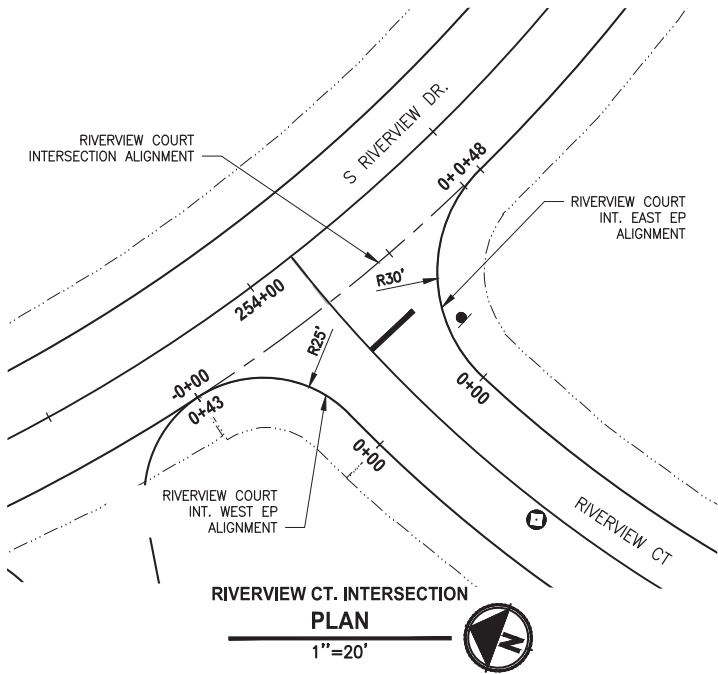 S RIVERVIEW DR.
RIVERVIEW COURT
INTERSECTION ALIGNMENT
0+ 0+48
RIVERVIEW COURT
INT. EAST EP
ALIGNMENT
R30'
254+00
R25'
-0+00
0+43
0+00
0+00
RIVERVIEW COURT
INT. WEST EP
ALIGNMENT
RIVERVIEW CT
RIVERVIEW CT. INTERSECTION
PLAN
1"=20'
N